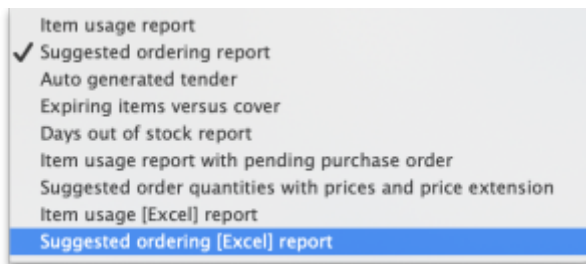 Item usage report
Suggested ordering report
Auto generated tender
Expiring items versus cover
Days out of stock report
Item usage report with pending purchase order
Suggested order quantities with prices and price extension
Item usage [Excel] report
Suggested ordering [Excel] report